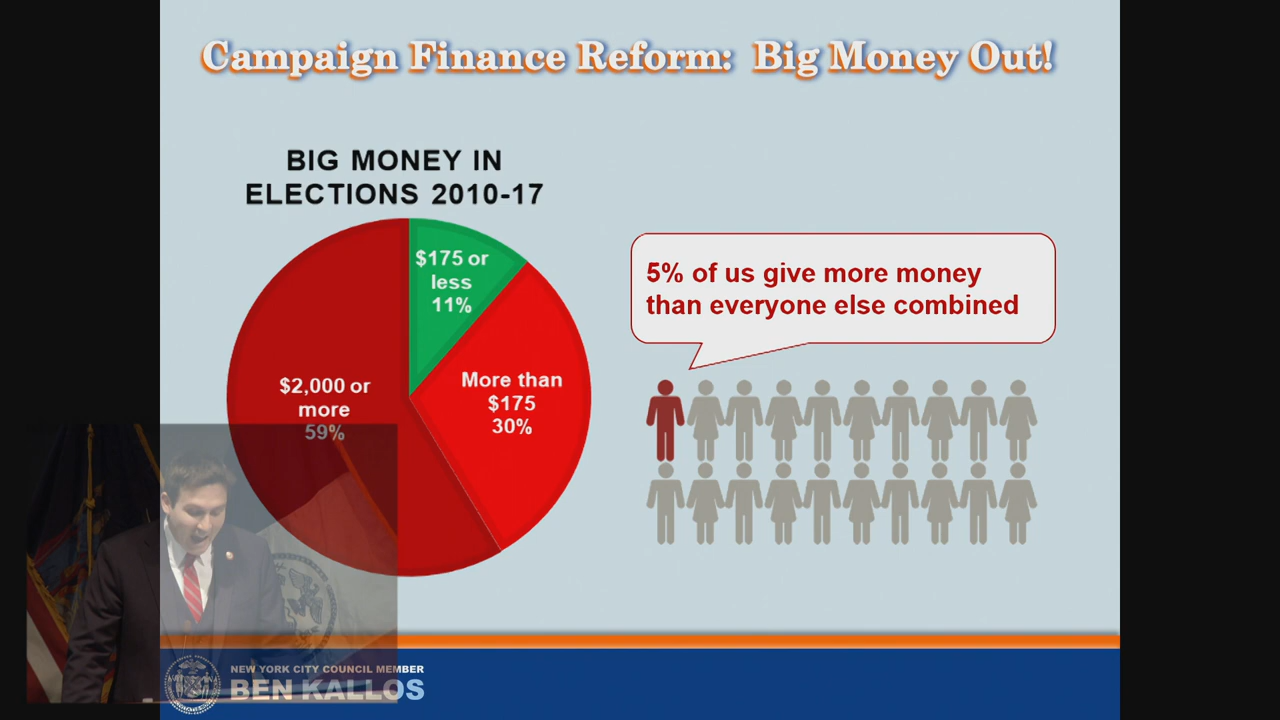 Campaign Finance Reform: Big Money Out!
BIG MONEY IN
ELECTIONS 2010-17
$175 or
less
11%
5% of us give more money
than everyone else combined
More than
$175
30%
$2,000 or
more
59%
NEW YORK CITY COUNCIL MEMBER
BEN KALLOS